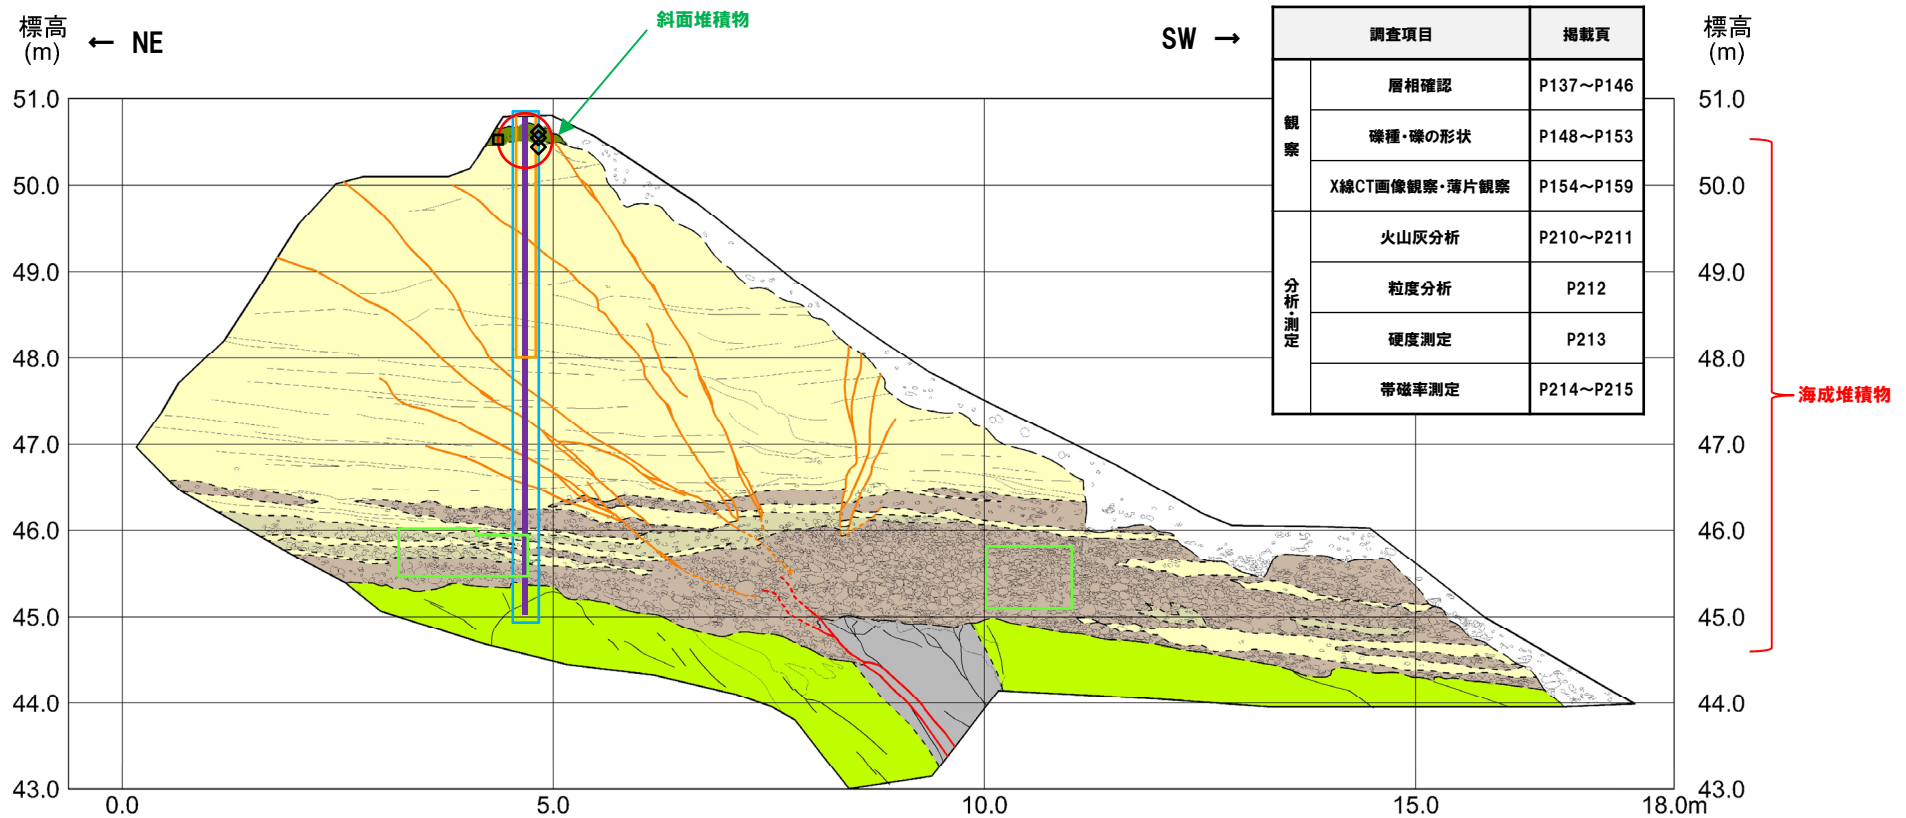 斜面堆積物
標高
(m)
← NE
SW →
標高
(m)
調査項目 掲載頁
観察
層相確認 P137～P146
礫種・礫の形状 P148～P153
X線CT画像観察・薄片観察 P154～P159
分析・測定
火山灰分析 P210～P211
粒度分析 P212
硬度測定 P213
帯磁率測定 P214～P215
51.0 51.0
50.0 50.0
49.0 49.0
48.0 48.0
47.0 47.0
46.0 46.0
45.0 45.0
44.0 44.0
43.0 43.0
海成堆積物
0.0 5.0 10.0 15.0 18.0m